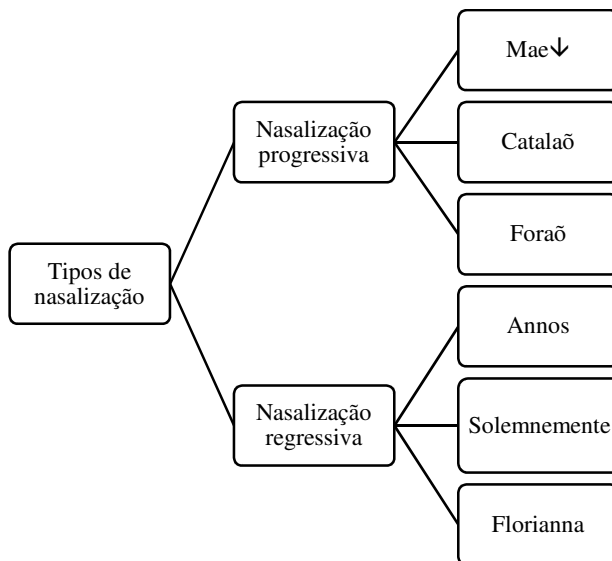 Tipos de
nasalização
Nasalização
progressiva
Mae↓
Catalaõ
Foraõ
Nasalização
regressiva
Annos
Solemnemente
Florianna